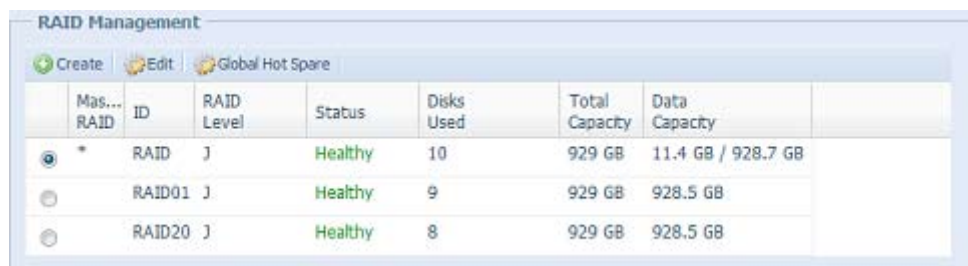 RAID Management
Create Edit Global Hot Spare
Mas... RAID ID RAID Level Status Disks Used Total Capacity Data Capacity
* RAID J Healthy 10 929 GB 11.4 GB / 928.7 GB
RAID01 J Healthy 9 929 GB 928.5 GB
RAID20 J Healthy 8 929 GB 928.5 GB